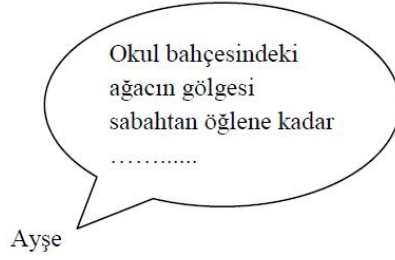 Okul bahçesindeki
ağacın gölgesi
sabahtan öğlene kadar
…….......
Ayşe